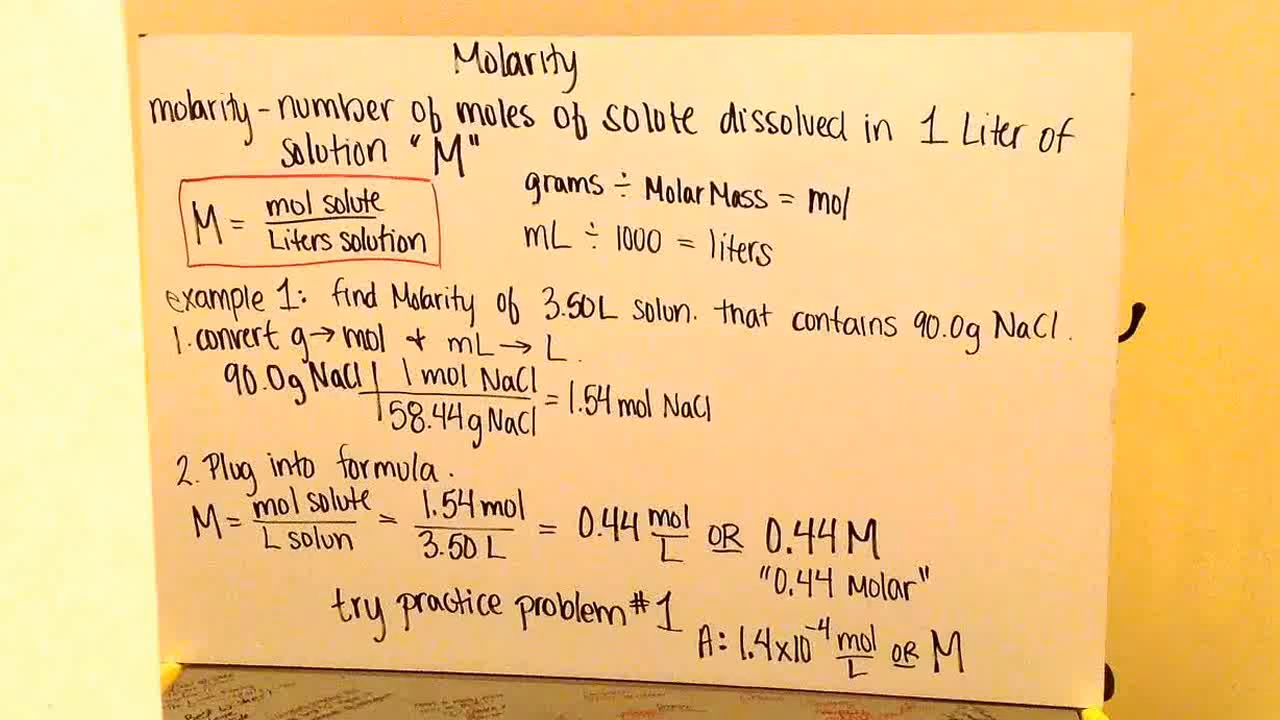 Molarity
molarity - number of moles of solute dissolved in 1 Liter of
solution "M"
M = mol solute / Liters solution
grams ÷ Molar Mass = mol
mL ÷ 1000 = liters
example 1: find Molarity of 3.50L solun. that contains 90.0g NaCl.
1. convert g → mol + mL → L.
90.0g NaCl | 1 mol NaCl / 58.44g NaCl = 1.54 mol NaCl
2. Plug into formula.
M = mol solute / L solun = 1.54 mol / 3.50 L = 0.44 mol/L OR 0.44 M
"0.44 Molar"
try practice problem #1
A: 1.4x10⁻⁴ mol/L OR M